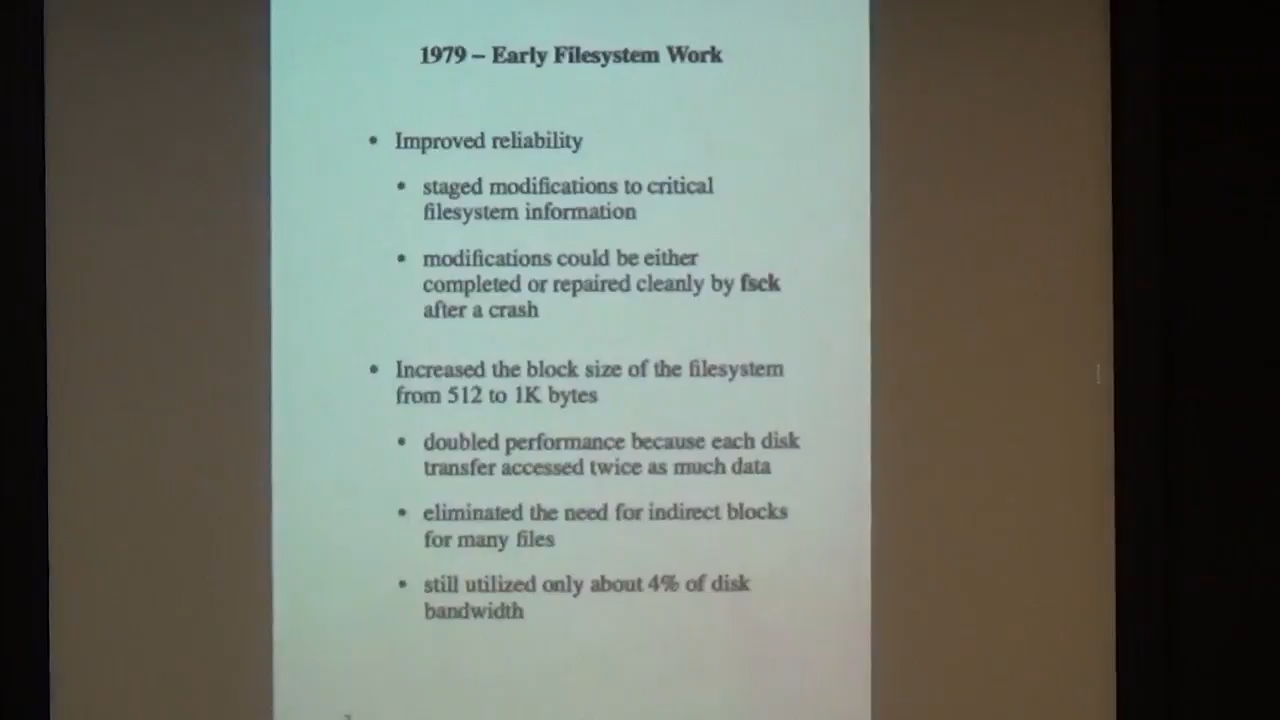 1979 – Early Filesystem Work
• Improved reliability
• staged modifications to critical
filesystem information
• modifications could be either
completed or repaired cleanly by fsck
after a crash
• Increased the block size of the filesystem
from 512 to 1K bytes
• doubled performance because each disk
transfer accessed twice as much data
• eliminated the need for indirect blocks
for many files
• still utilized only about 4% of disk
bandwidth